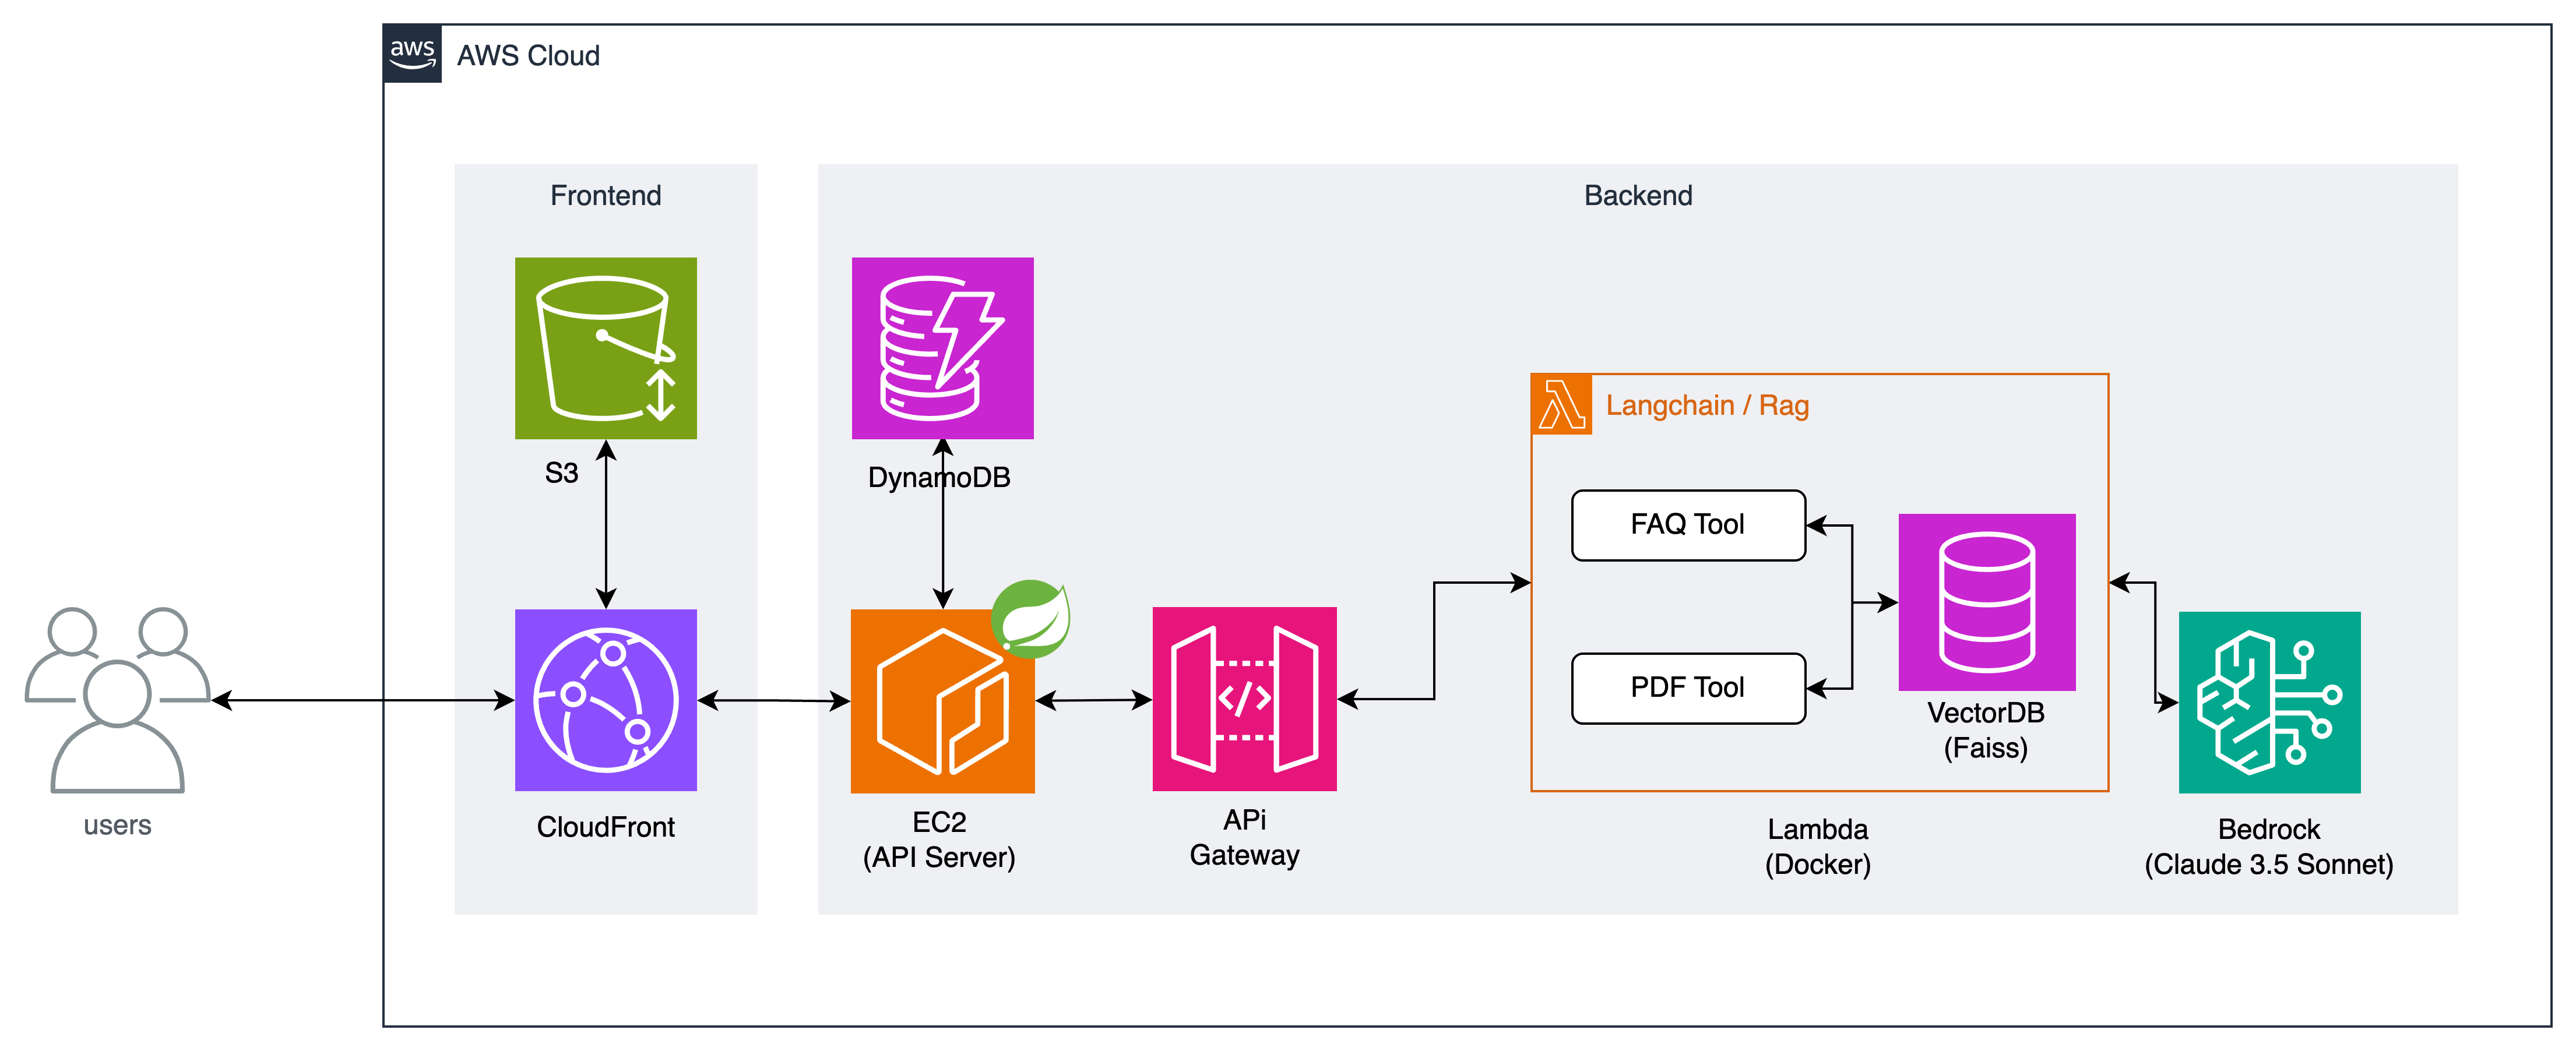 aws
AWS Cloud
Frontend
Backend
S3
DynamoDB
Langchain / Rag
FAQ Tool
PDF Tool
VectorDB
(Faiss)
users
CloudFront
EC2
(API Server)
APi
Gateway
Lambda
(Docker)
Bedrock
(Claude 3.5 Sonnet)